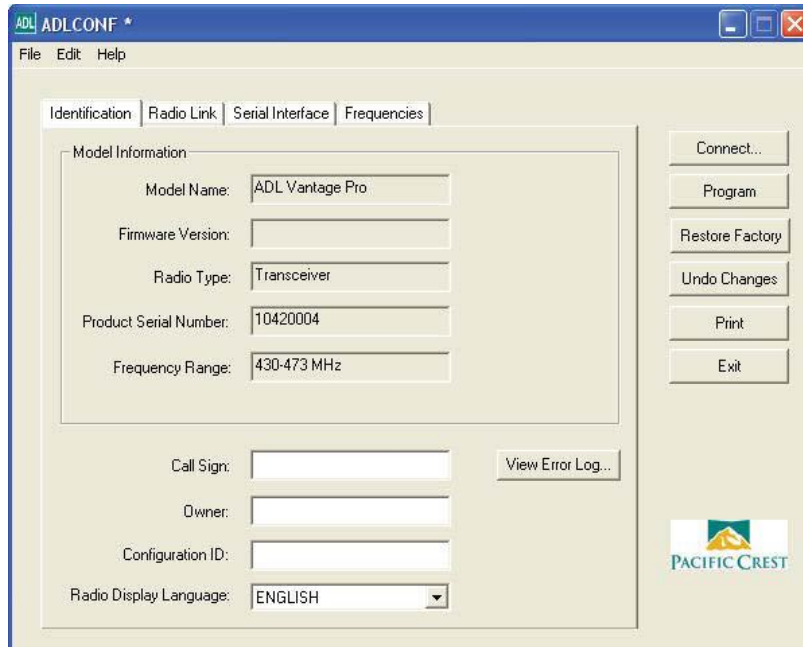 ADL ADLCONF *
File Edit Help
Identification Radio Link Serial Interface Frequencies
Model Information
Model Name: ADL Vantage Pro
Firmware Version:
Radio Type: Transceiver
Product Serial Number: 10420004
Frequency Range: 430-473 MHz
Call Sign:
View Error Log...
Owner:
Configuration ID:
Radio Display Language: ENGLISH
Connect...
Program
Restore Factory
Undo Changes
Print
Exit
PACIFIC CREST